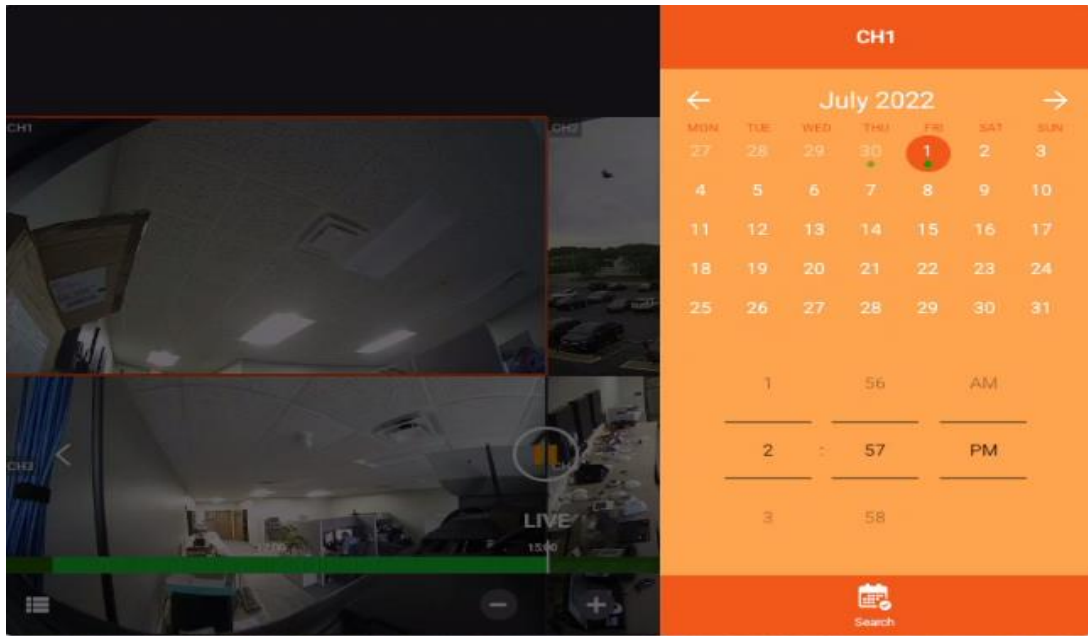 CH1
CH1
CH2
July 2022
MON TUE WED THU FRI SAT SUN
27 28 29 30 1 2 3
4 5 6 7 8 9 10
11 12 13 14 15 16 17
18 19 20 21 22 23 24
25 26 27 28 29 30 31
1 56 AM
2 : 57 PM
3 58
CH3
LIVE
15:00
Search